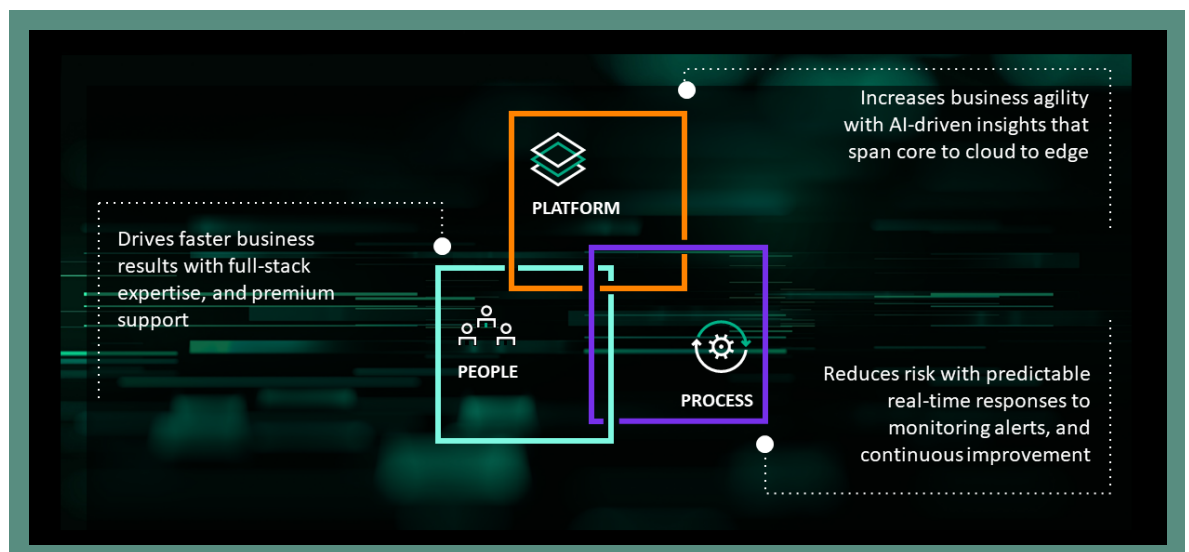 Increases business agility
with AI-driven insights that
span core to cloud to edge
PLATFORM
Drives faster business
results with full-stack
expertise, and premium
support
PEOPLE
PROCESS
Reduces risk with predictable
real-time responses to
monitoring alerts, and
continuous improvement